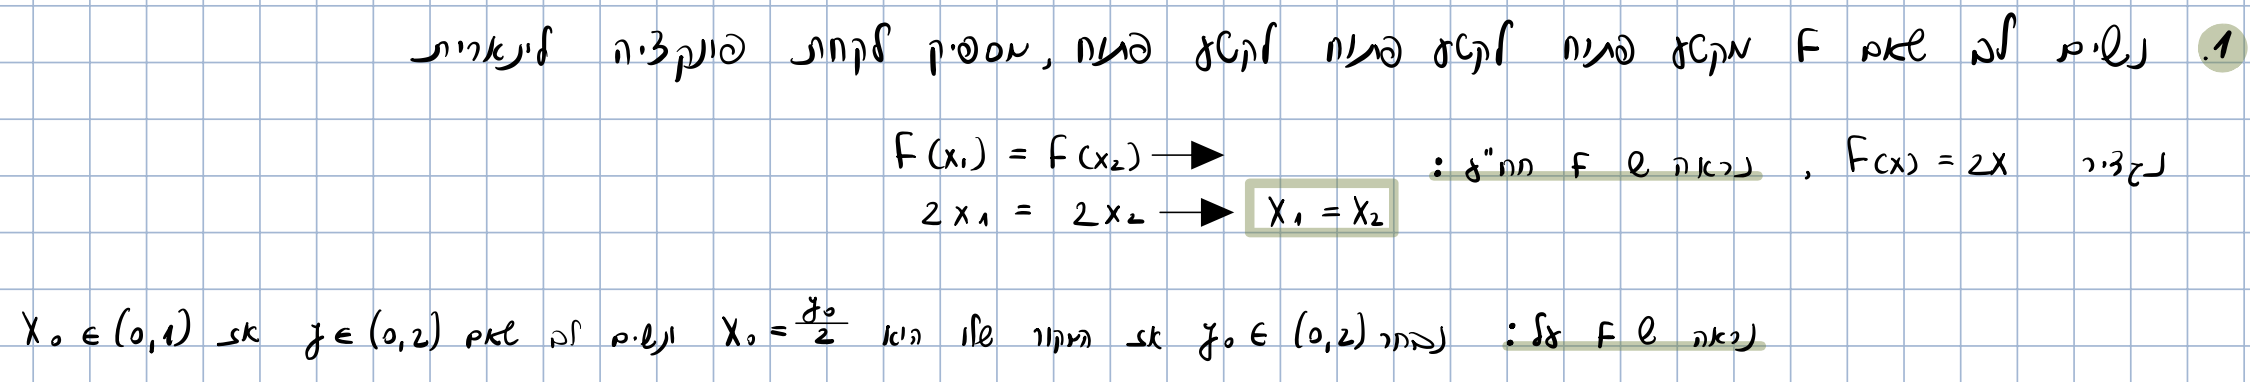 1. נשים לב שאם F מקטע פתוח לקטע פתוח לקטע פתוח, מספיק לקחת פונקציה לינארית
נגדיר F(x) = 2x , נראה ש F חח"ע : F(x₁) = F(x₂) →
2x₁ = 2x₂ → x₁ = x₂
נראה ש F על : נבחר y₀ ∈ (0,2) אז המקור שלו הוא x₀ = y₀/2 ונשים לב שאם y ∈ (0,2) אז x₀ ∈ (0,1)